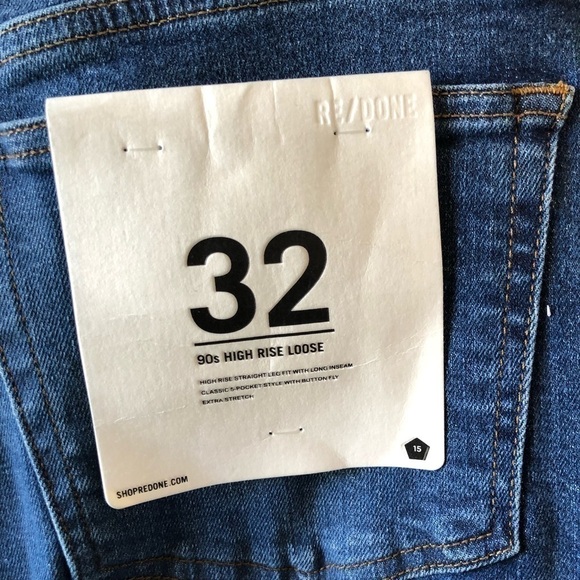 RE/DONE
32
90s HIGH RISE LOOSE
HIGH RISE STRAIGHT LEG FIT WITH LONG INSEAM
CLASSIC 5-POCKET STYLE WITH BUTTON FLY
EXTRA STRETCH
15
SHOPREDONE.COM